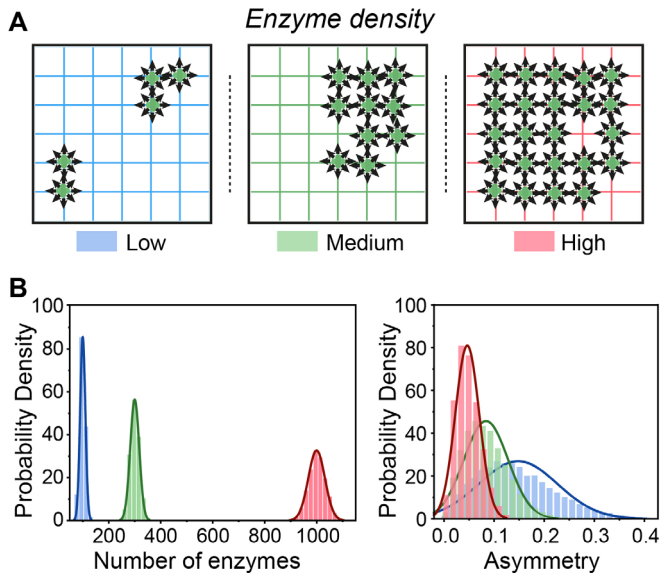 A
Enzyme density
Low
Medium
High
B
Probability Density
100
80
60
40
20
0
200
400
600
800
1000
Number of enzymes
Probability Density
100
80
60
40
20
0
0.0
0.1
0.2
0.3
0.4
Asymmetry